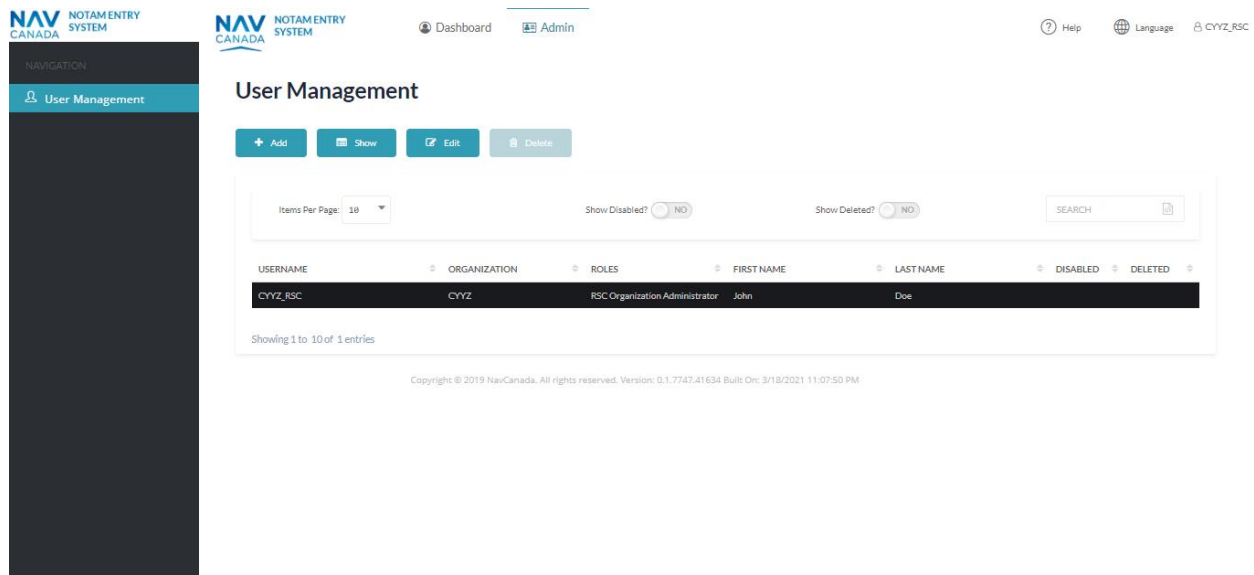 NAV CANADA NOTAM ENTRY SYSTEM
NAVIGATION
User Management
NAV CANADA NOTAM ENTRY SYSTEM
Dashboard Admin Help Language CYYZ_RSC
User Management
Add Show Edit Delete
Items Per Page: 10 Show Disabled? NO Show Deleted? NO SEARCH
USERNAME ORGANIZATION ROLES FIRST NAME LAST NAME DISABLED DELETED
CYYZ_RSC CYYZ RSC Organization Administrator John Doe
Showing 1 to 10 of 1 entries
Copyright © 2019 NavCanada. All rights reserved. Version: 0.1.7747.41634 Built On: 3/18/2021 11:07:50 PM